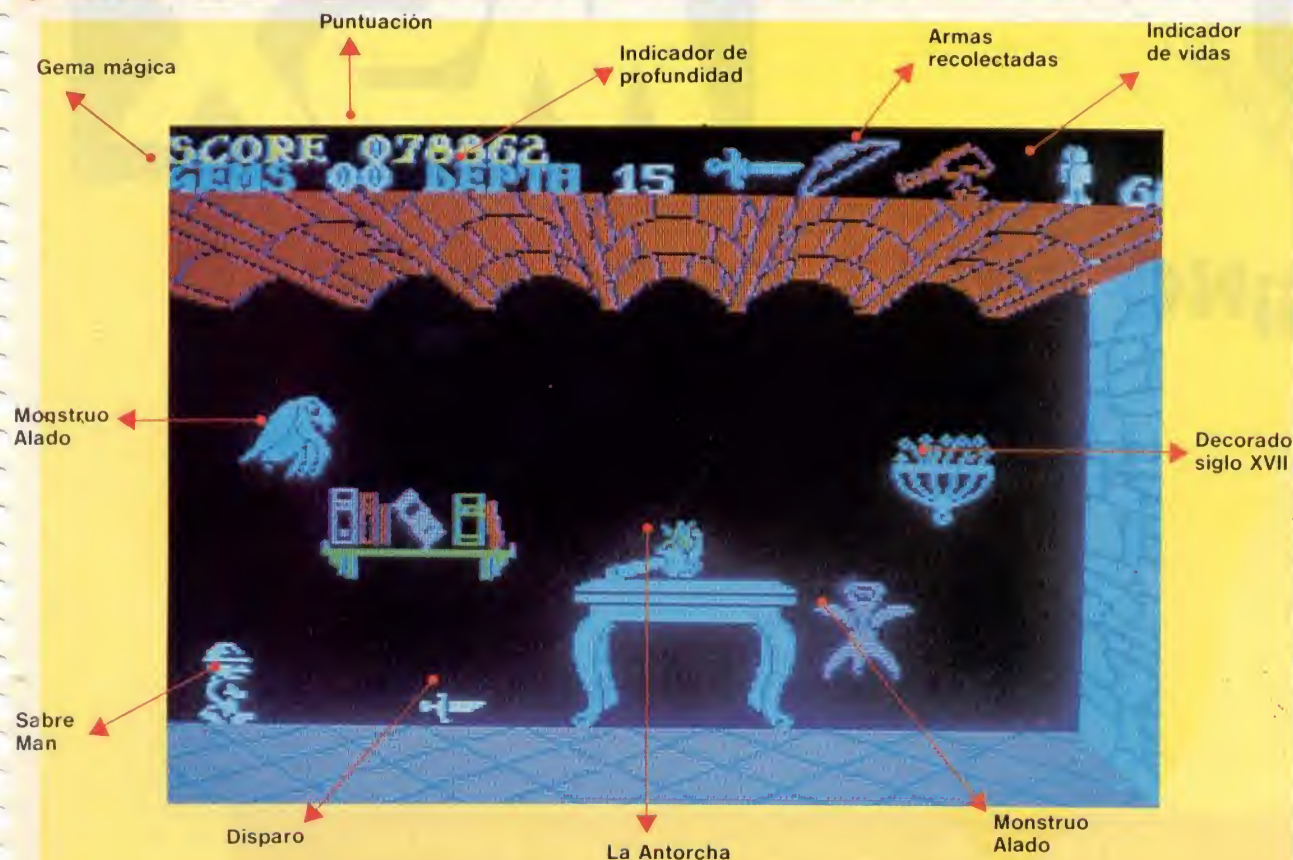 Puntuación
Gema mágica
Indicador de
profundidad
Armas
recolectadas
Indicador
de vidas
SCORE 078862
GEMS 00 DEPTH 15
Monstruo
Alado
Decorado
siglo XVII
Sabre
Man
Disparo
La Antorcha
Monstruo
Alado